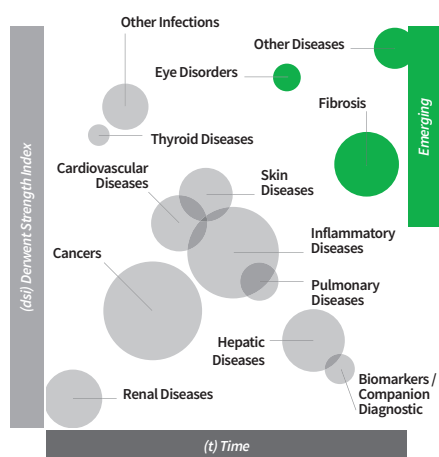 Other Infections
Other Diseases
Eye Disorders
Fibrosis
Emerging
Thyroid Diseases
Cardiovascular
Diseases
Skin
Diseases
(dsi) Derwent Strength Index
Inflammatory
Diseases
Cancers
Pulmonary
Diseases
Hepatic
Diseases
Biomarkers /
Companion
Diagnostic
Renal Diseases
(t) Time